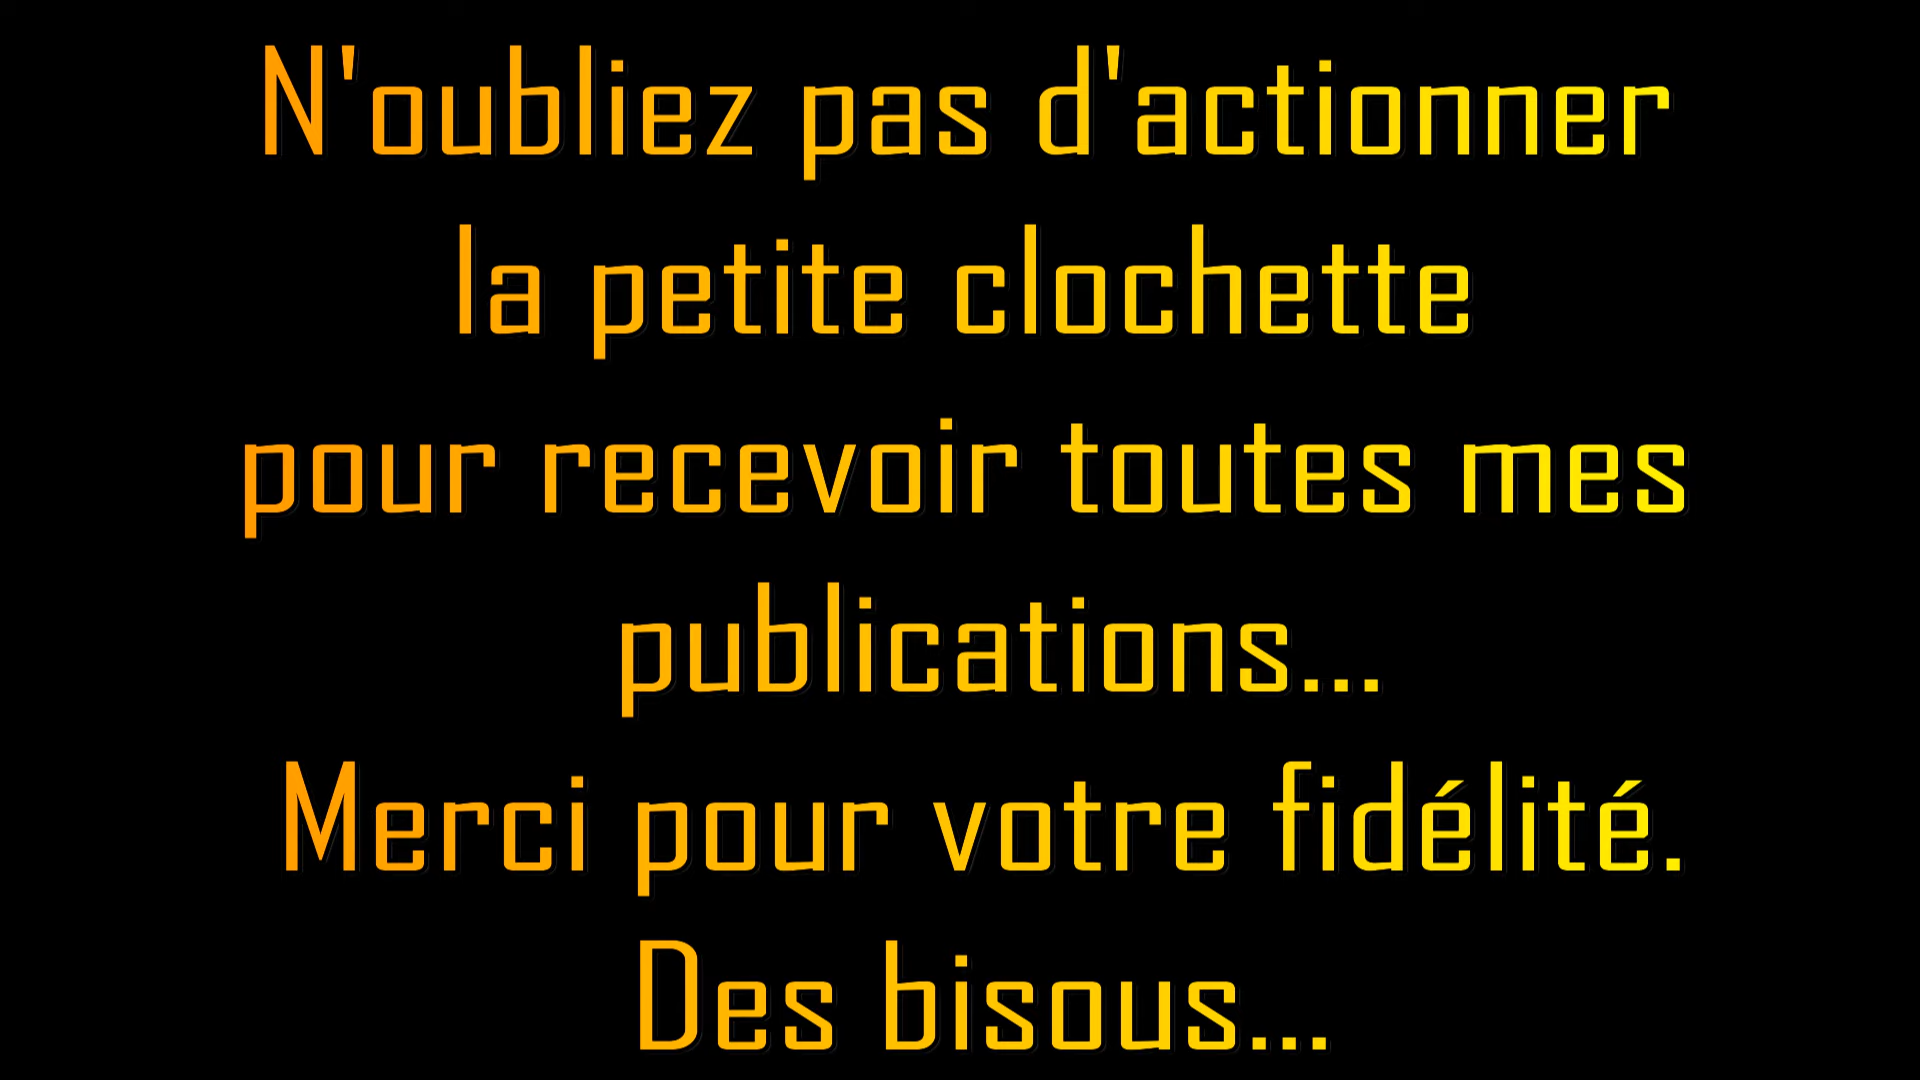 N'oubliez pas d'actionner
la petite clochette
pour recevoir toutes mes
publications...
Merci pour votre fidélité.
Des bisous...